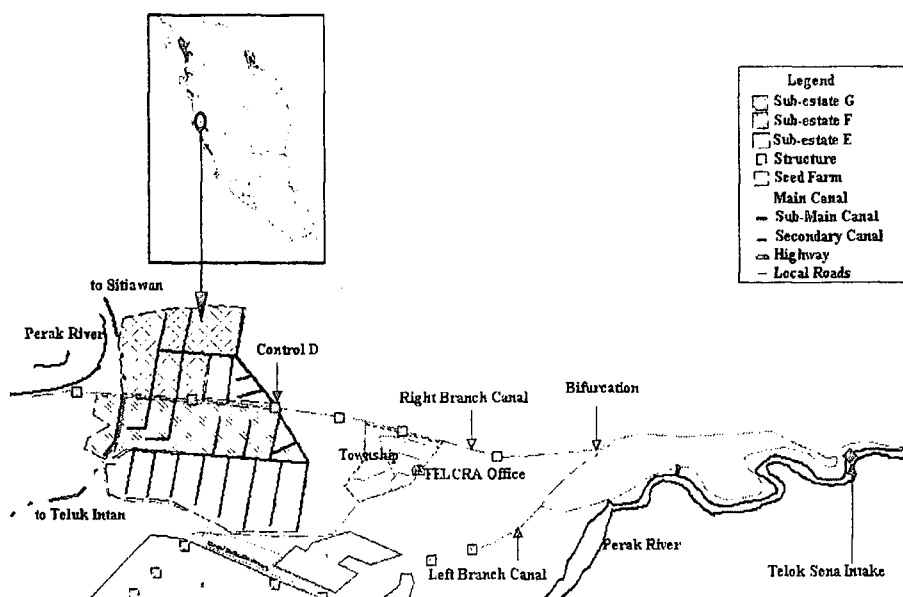 Legend
Sub-estate G
Sub-estate F
Sub-estate E
Structure
Seed Farm
Main Canal
Sub-Main Canal
Secondary Canal
Highway
Local Roads
to Sitiawan
Perak River
Control D
Right Branch Canal
Bifurcation
Township
FELCRA Office
to Teluk Intan
Left Branch Canal
Perak River
Telok Sena Intake